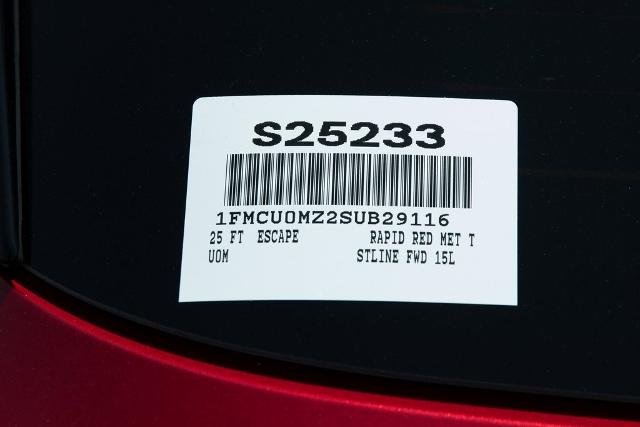 S25233
1FMCU0MZ2SUB29116
25 FT ESCAPE RAPID RED MET T
UOM STLINE FWD 15L